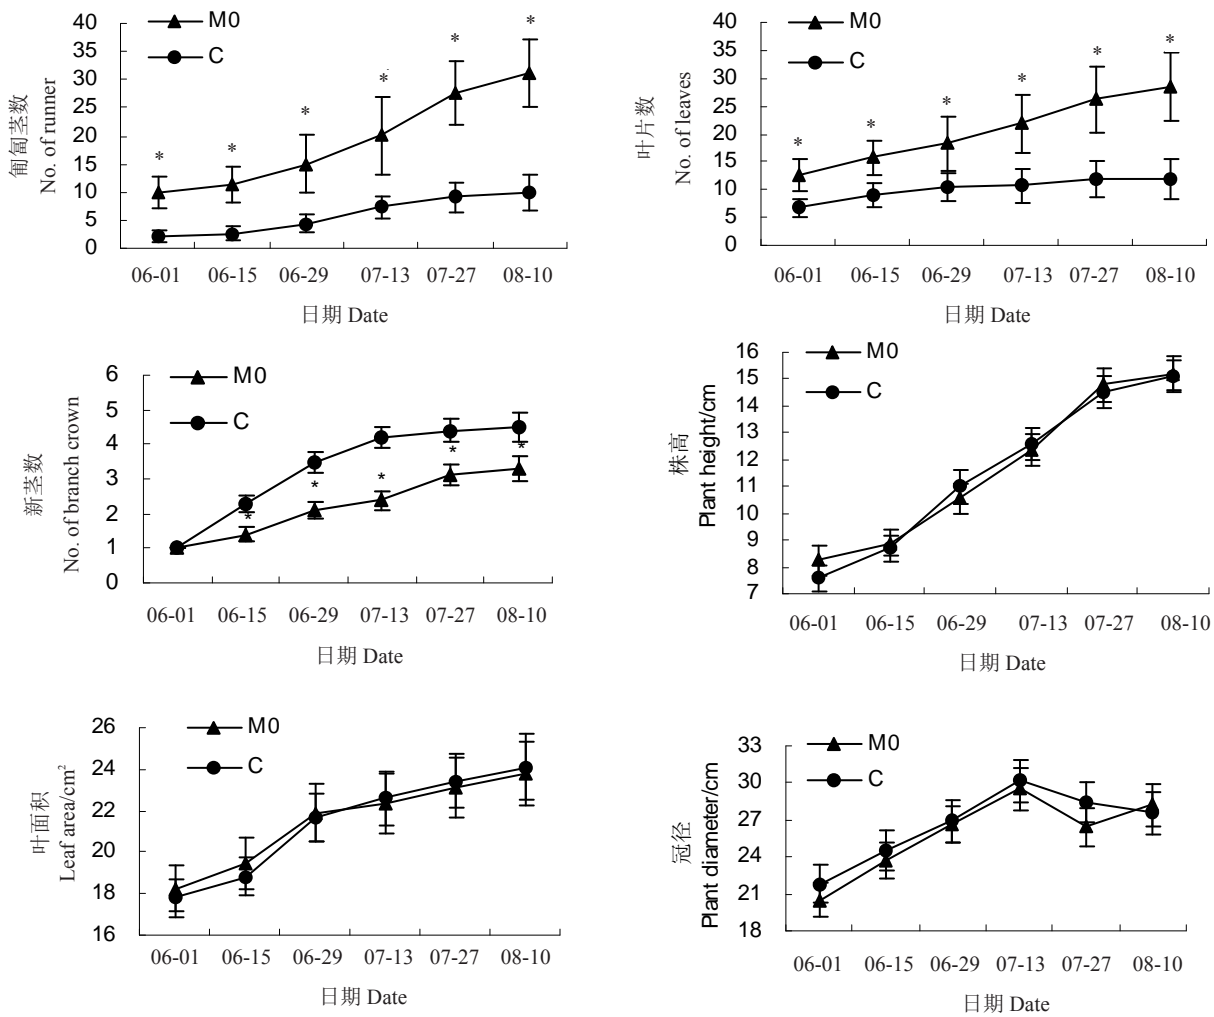 葡匐茎数
No. of runner
40
35
30
25
20
15
10
5
0
M0
C
* * * * * *
06-01 06-15 06-29 07-13 07-27 08-10
日期 Date
叶片数
No. of leaves
40
35
30
25
20
15
10
5
0
M0
C
* * * * * *
06-01 06-15 06-29 07-13 07-27 08-10
日期 Date
新茎数
No. of branch crown
6
5
4
3
2
1
0
M0
C
* * * * *
06-01 06-15 06-29 07-13 07-27 08-10
日期 Date
株高
Plant height/cm
16
15
14
13
12
11
10
9
8
7
M0
C
06-01 06-15 06-29 07-13 07-27 08-10
日期 Date
叶面积
Leaf area/cm²
26
24
22
20
18
16
M0
C
06-01 06-15 06-29 07-13 07-27 08-10
日期 Date
冠径
Plant diameter/cm
33
30
27
24
21
18
M0
C
06-01 06-15 06-29 07-13 07-27 08-10
日期 Date